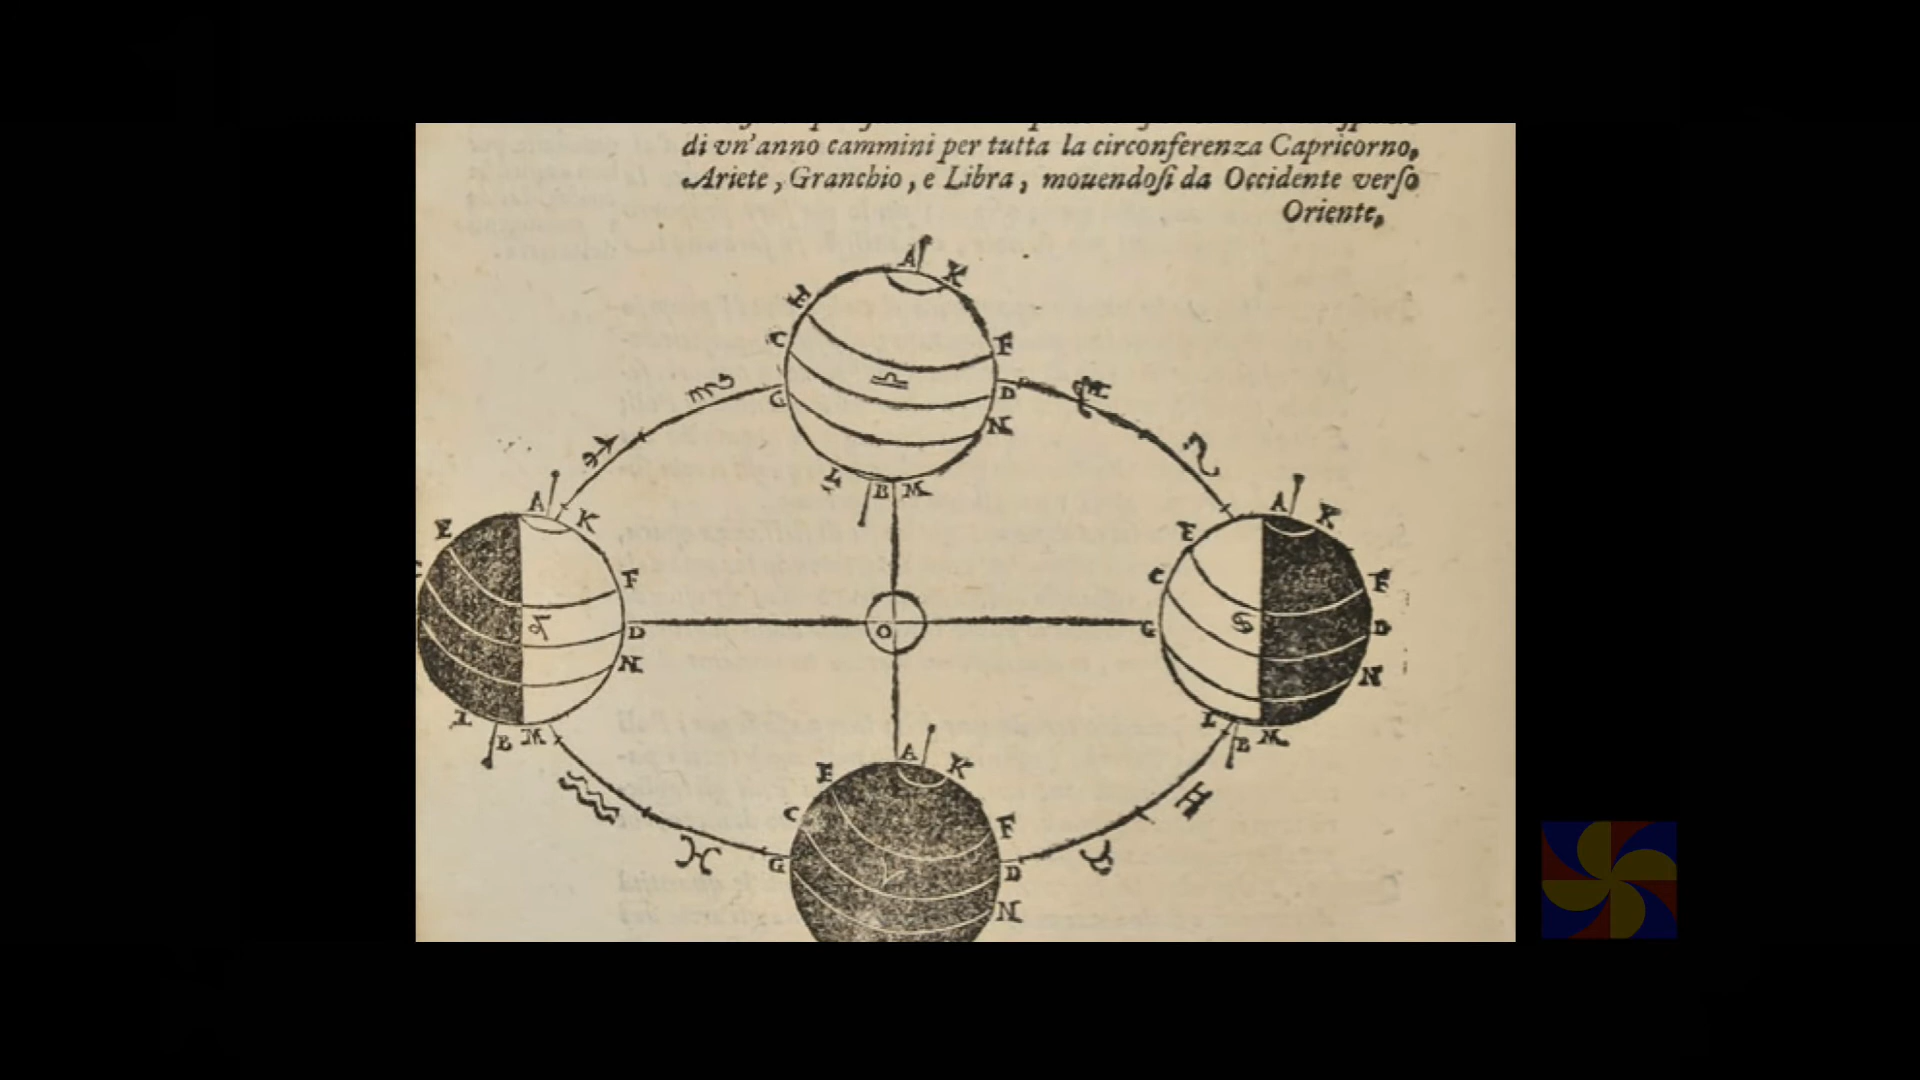 di vn'anno cammini per tutta la circonferenza Capricorno,
Ariete, Granchio, e Libra, mouendosi da Occidente verso
Oriente,
A K
E
C F
G D
N
L B M
A K
E
F
D
N
I B M
O
A K
E
C F
G D
N
L B M
A K
E
C F
G D
N